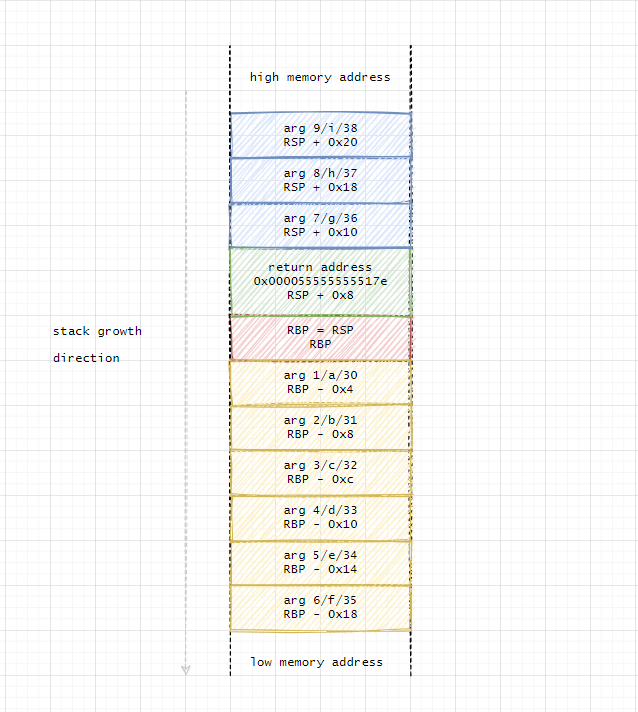 high memory address
arg 9/i/38
RSP + 0x20
arg 8/h/37
RSP + 0x18
arg 7/g/36
RSP + 0x10
return address
0x000055555555517e
RSP + 0x8
stack growth
direction
RBP = RSP
RBP
arg 1/a/30
RBP - 0x4
arg 2/b/31
RBP - 0x8
arg 3/c/32
RBP - 0xc
arg 4/d/33
RBP - 0x10
arg 5/e/34
RBP - 0x14
arg 6/f/35
RBP - 0x18
low memory address